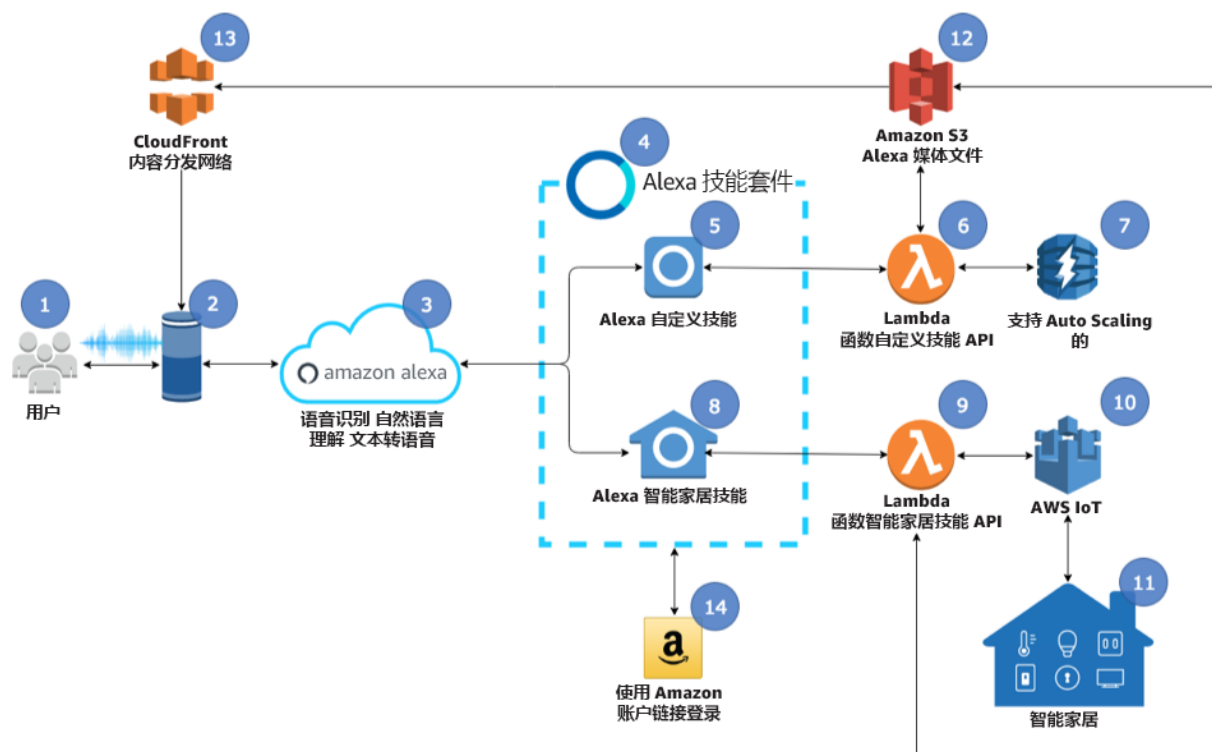 13
CloudFront
内容分发网络
12
Amazon S3
Alexa 媒体文件
4
Alexa 技能套件
5
Alexa 自定义技能
6
Lambda
函数自定义技能 API
7
支持 Auto Scaling
的
1
用户
2
3
amazon alexa
语音识别 自然语言
理解 文本转语音
8
Alexa 智能家居技能
9
Lambda
函数智能家居技能 API
10
AWS IoT
11
智能家居
14
a
使用 Amazon
账户链接登录